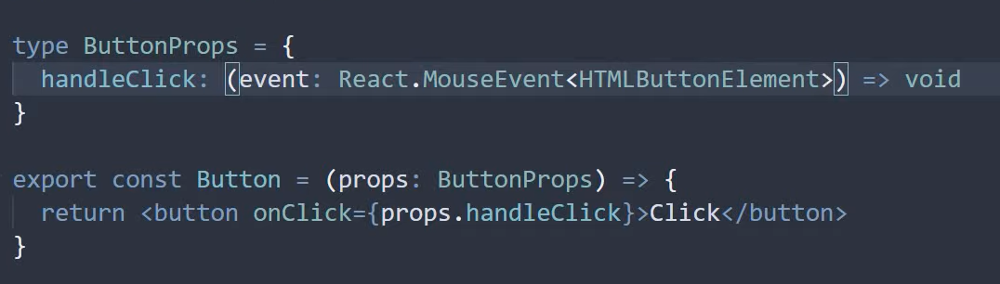 type ButtonProps = {
  handleClick: (event: React.MouseEvent<HTMLButtonElement>) => void
}

export const Button = (props: ButtonProps) => {
  return <button onClick={props.handleClick}>Click</button>
}